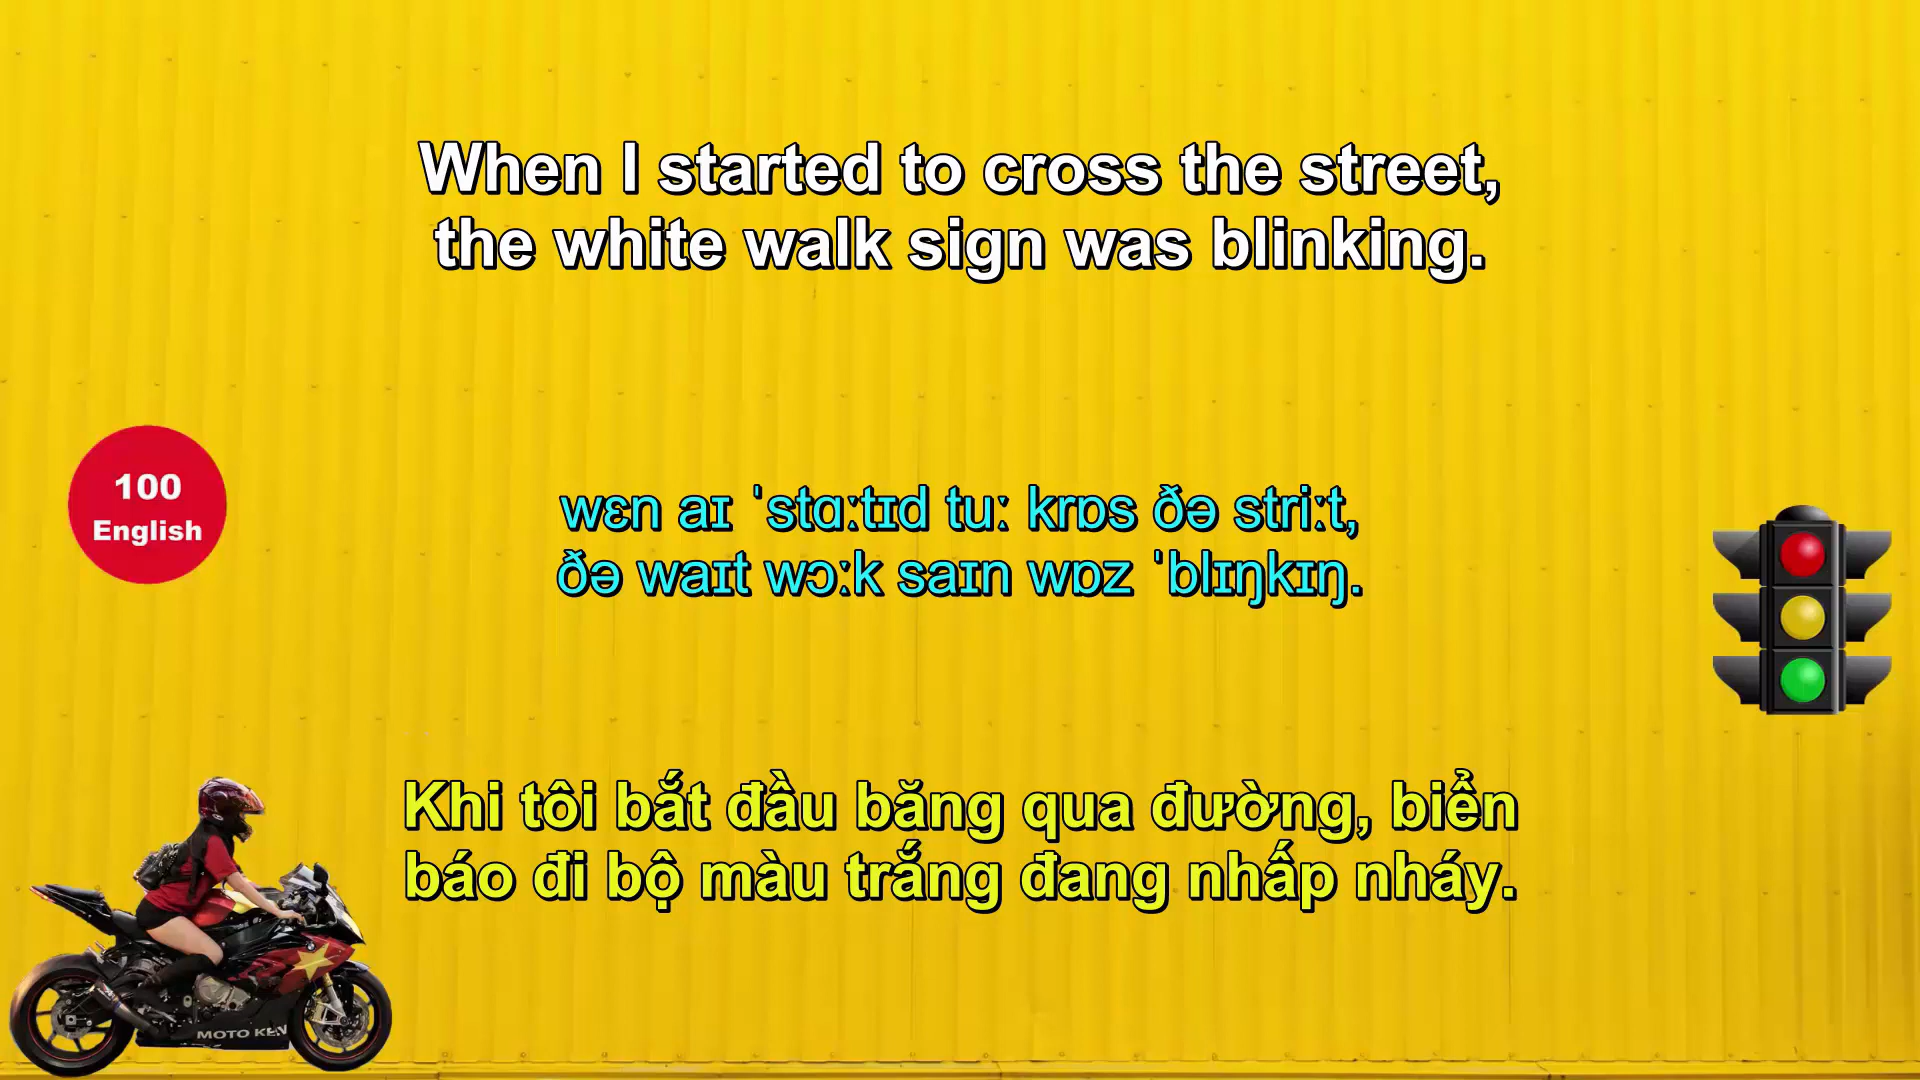 When I started to cross the street,
the white walk sign was blinking.
100
English
wɛn aɪ ˈstɑːtɪd tuː krɒs ðə striːt,
ðə waɪt wɔːk saɪn wɒz ˈblɪŋkɪŋ.
Khi tôi bắt đầu băng qua đường, biển
báo đi bộ màu trắng đang nhấp nháy.
MOTO KEN